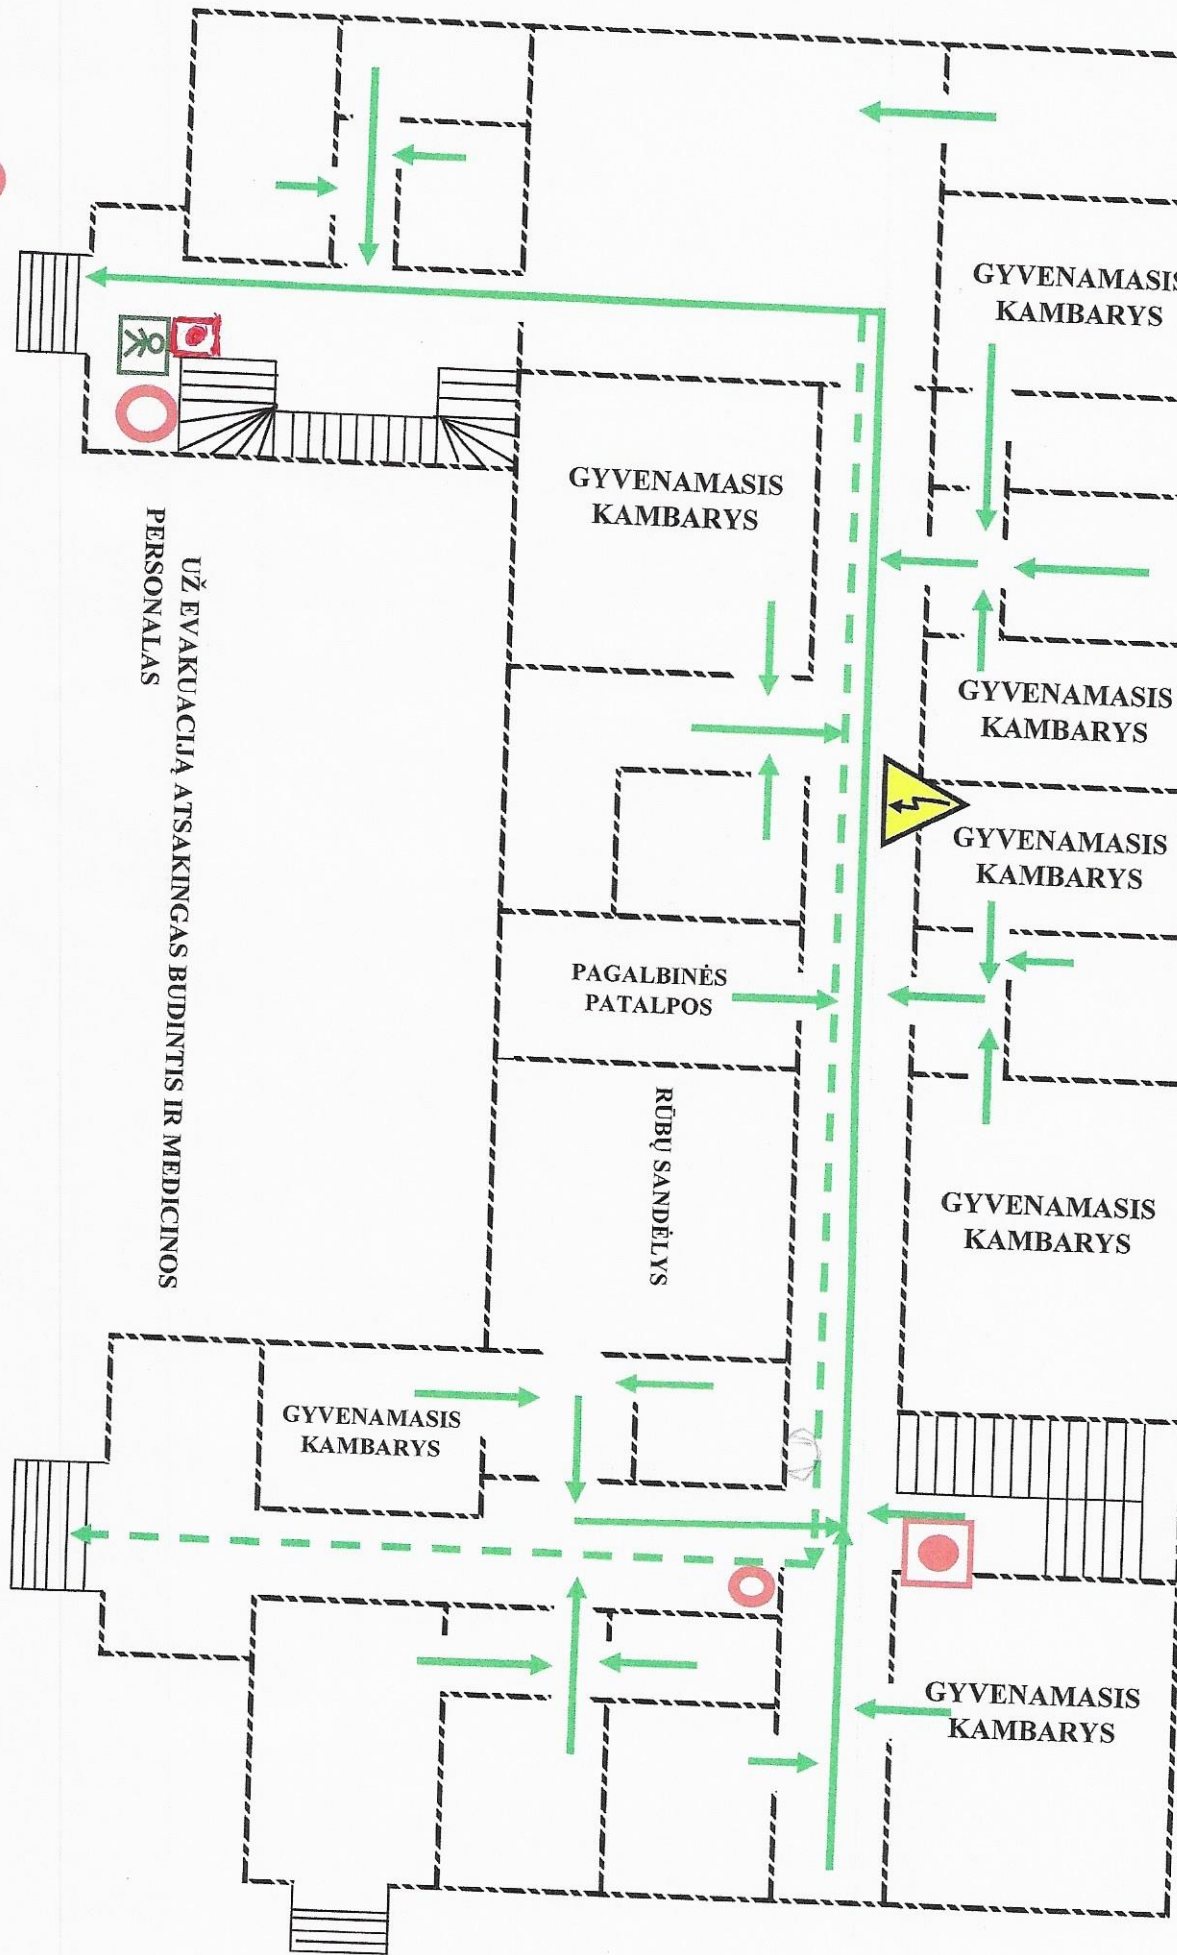 GYVENAMASIS
KAMBARYS
GYVENAMASIS
KAMBARYS
GYVENAMASIS
KAMBARYS
GYVENAMASIS
KAMBARYS
PAGALBINĖS
PATALPOS
RŪBŲ SANDĖLYS
GYVENAMASIS
KAMBARYS
GYVENAMASIS
KAMBARYS
GYVENAMASIS
KAMBARYS
UŽ EVAKUACIJĄ ATSAKINGAS BUDINTIS IR MEDICINOS
PERSONALAS